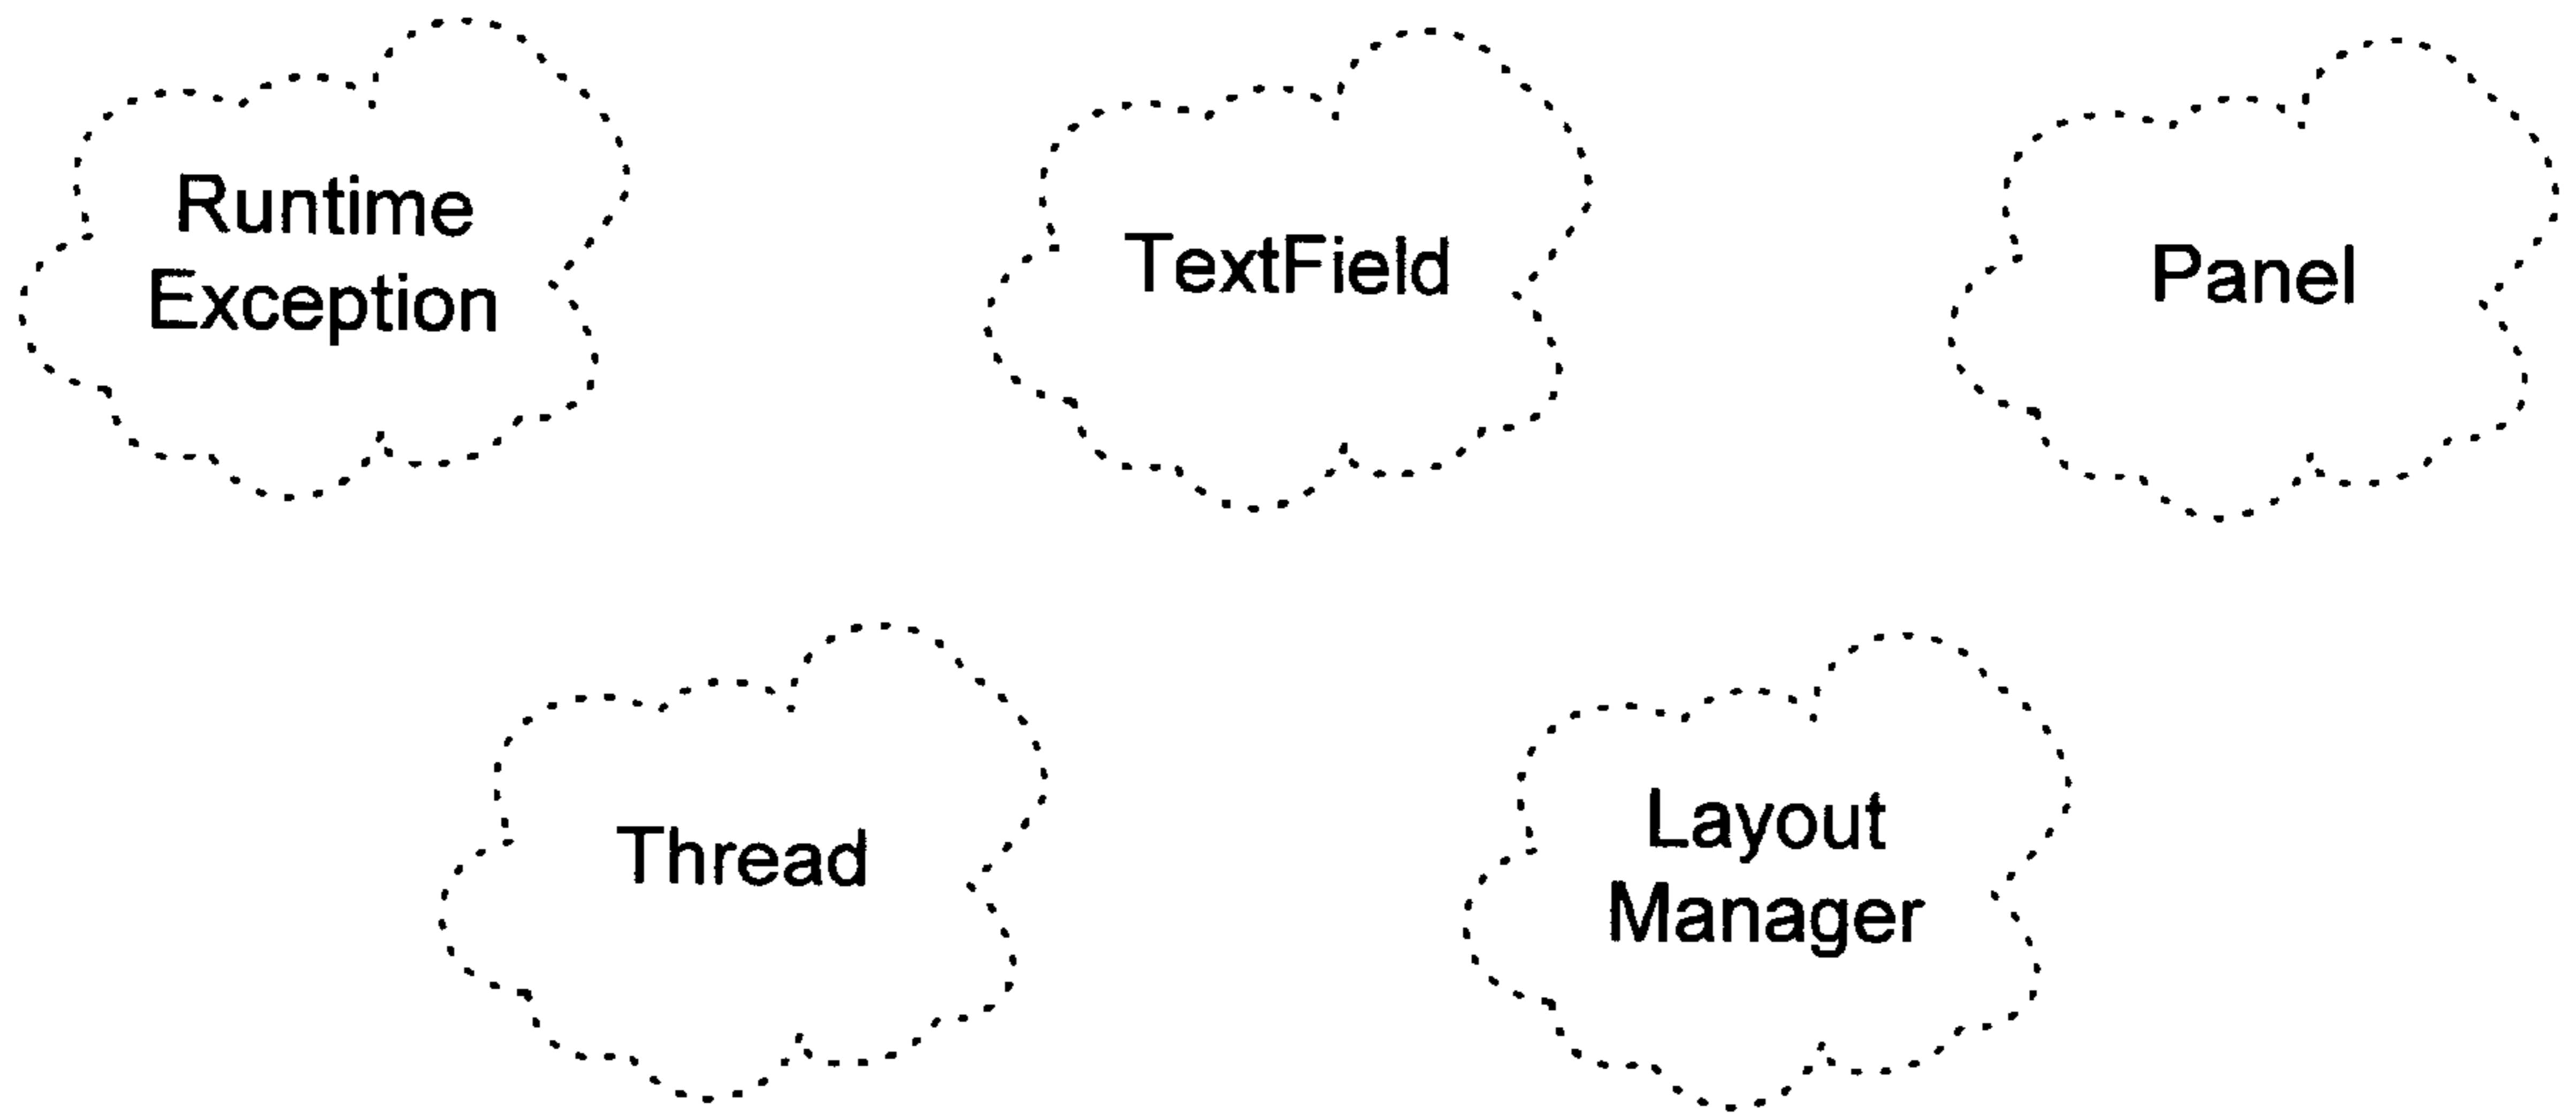 Runtime
Exception
TextField
Panel
Thread
Layout
Manager